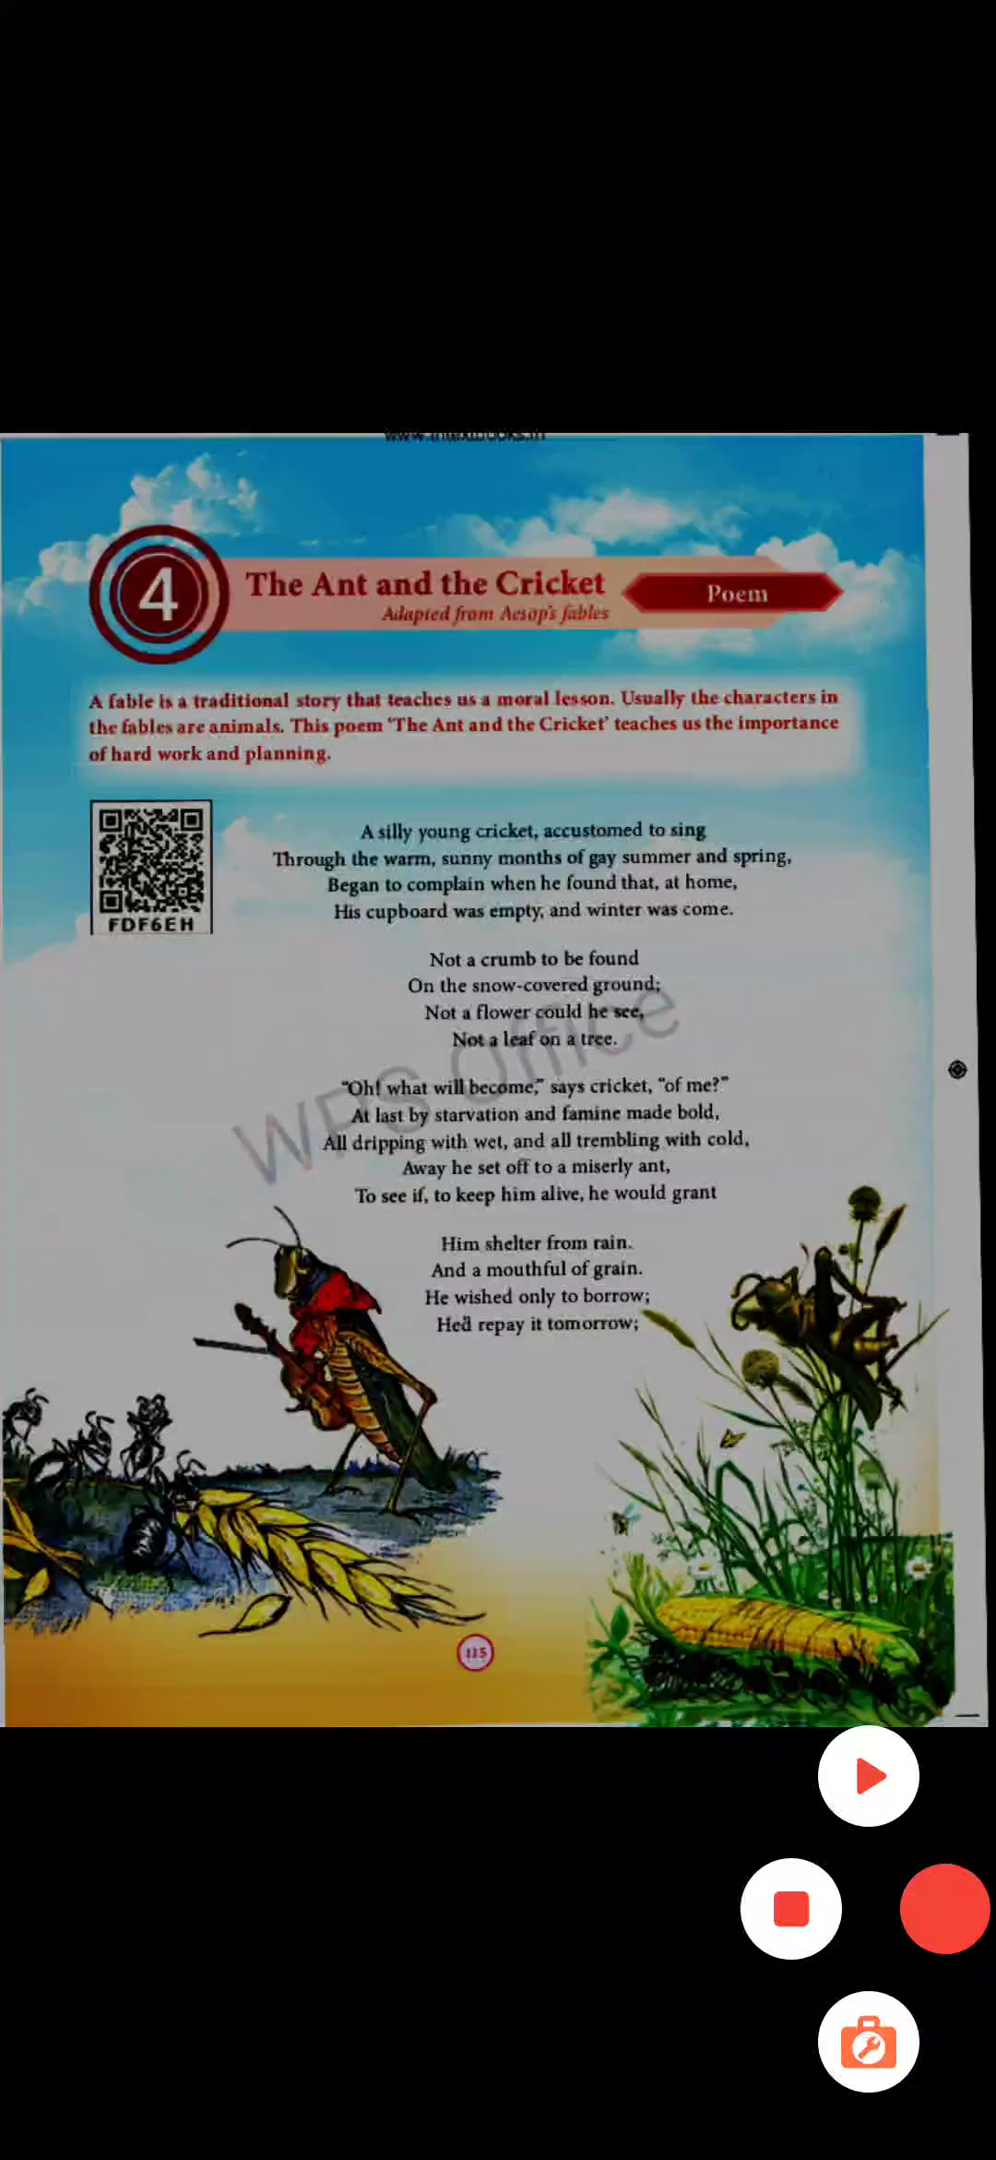 www.tntextbooks.in
4
The Ant and the Cricket
Poem
Adapted from Aesop's fables
A fable is a traditional story that teaches us a moral lesson. Usually the characters in
the fables are animals. This poem 'The Ant and the Cricket' teaches us the importance
of hard work and planning.
FDF6EH
A silly young cricket, accustomed to sing
Through the warm, sunny months of gay summer and spring,
Began to complain when he found that, at home,
His cupboard was empty, and winter was come.
Not a crumb to be found
On the snow-covered ground;
Not a flower could he see,
Not a leaf on a tree.
"Oh! what will become," says cricket, "of me?"
At last by starvation and famine made bold,
All dripping with wet, and all trembling with cold,
Away he set off to a miserly ant,
To see if, to keep him alive, he would grant
Him shelter from rain.
And a mouthful of grain.
He wished only to borrow;
He'd repay it tomorrow;
WPS Office
115